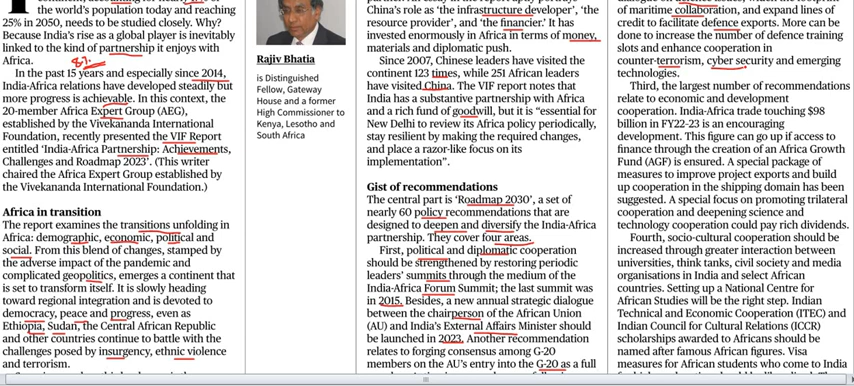 the world's population today and reaching
25% in 2050, needs to be studied closely. Why?
Because India's rise as a global player is inevitably
linked to the kind of partnership it enjoys with
Africa.
In the past 15 years and especially since 2014,
India-Africa relations have developed steadily but
more progress is achievable. In this context, the
20-member Africa Expert Group (AEG),
established by the Vivekananda International
Foundation, recently presented the VIF Report
entitled 'India-Africa Partnership: Achievements,
Challenges and Roadmap 2023'. (This writer
chaired the Africa Expert Group established by
the Vivekananda International Foundation.)
Africa in transition
The report examines the transitions unfolding in
Africa: demographic, economic, political and
social. From this blend of changes, stamped by
the adverse impact of the pandemic and
complicated geopolitics, emerges a continent that
is set to transform itself. It is slowly heading
toward regional integration and is devoted to
democracy, peace and progress, even as
Ethiopia, Sudan, the Central African Republic
and other countries continue to battle with the
challenges posed by insurgency, ethnic violence
and terrorism.
Rajiv Bhatia
is Distinguished
Fellow, Gateway
House and a former
High Commissioner to
Kenya, Lesotho and
South Africa
China's role as 'the infrastructure developer', 'the
resource provider', and 'the financier'. It has
invested enormously in Africa in terms of money,
materials and diplomatic push.
Since 2007, Chinese leaders have visited the
continent 123 times, while 251 African leaders
have visited China. The VIF report notes that
India has a substantive partnership with Africa
and a rich fund of goodwill, but it is "essential for
New Delhi to review its Africa policy periodically,
stay resilient by making the required changes,
and place a razor-like focus on its
implementation".
Gist of recommendations
The central part is 'Roadmap 2030', a set of
nearly 60 policy recommendations that are
designed to deepen and diversify the India-Africa
partnership. They cover four areas.
First, political and diplomatic cooperation
should be strengthened by restoring periodic
leaders' summits through the medium of the
India-Africa Forum Summit; the last summit was
in 2015. Besides, a new annual strategic dialogue
between the chairperson of the African Union
(AU) and India's External Affairs Minister should
be launched in 2023. Another recommendation
relates to forging consensus among G-20
members on the AU's entry into the G-20 as a full
of maritime collaboration, and expand lines of
credit to facilitate defence exports. More can be
done to increase the number of defence training
slots and enhance cooperation in
counter-terrorism, cyber security and emerging
technologies.
Third, the largest number of recommendations
relate to economic and development
cooperation. India-Africa trade touching $98
billion in FY22-23 is an encouraging
development. This figure can go up if access to
finance through the creation of an Africa Growth
Fund (AGF) is ensured. A special package of
measures to improve project exports and build
up cooperation in the shipping domain has been
suggested. A special focus on promoting trilateral
cooperation and deepening science and
technology cooperation could pay rich dividends.
Fourth, socio-cultural cooperation should be
increased through greater interaction between
universities, think tanks, civil society and media
organisations in India and select African
countries. Setting up a National Centre for
African Studies will be the right step. Indian
Technical and Economic Cooperation (ITEC) and
Indian Council for Cultural Relations (ICCR)
scholarships awarded to Africans should be
named after famous African figures. Visa
measures for African students who come to India